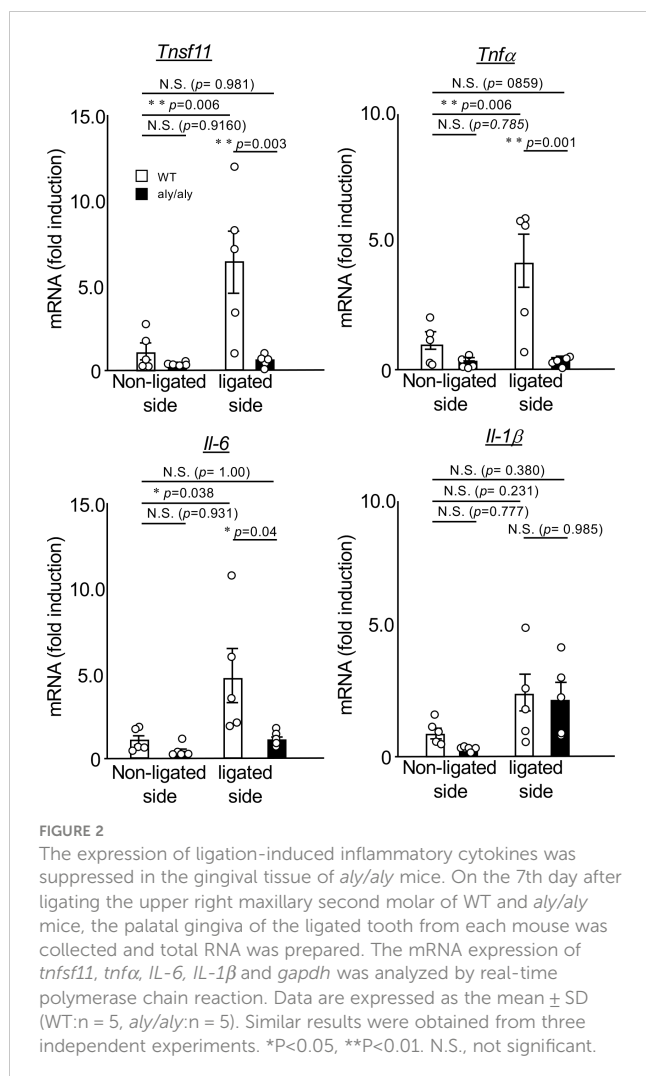 Tnsf11
N.S. (p= 0.981)
** p=0.006
N.S. (p=0.9160)
** p=0.003
15.0
10.0
5.0
0
mRNA (fold induction)
WT
aly/aly
Non-ligated side
ligated side
Tnfα
N.S. (p= 0859)
** p=0.006
N.S. (p=0.785)
** p=0.001
10.0
5.0
0
mRNA (fold induction)
Non-ligated side
ligated side
Il-6
N.S. (p= 1.00)
* p=0.038
N.S. (p=0.931)
* p=0.04
15.0
10.0
5.0
0
mRNA (fold induction)
Non-ligated side
ligated side
Il-1β
N.S. (p= 0.380)
N.S. (p= 0.231)
N.S. (p=0.777)
N.S. (p= 0.985)
10.0
5.0
0
mRNA (fold induction)
Non-ligated side
ligated side
FIGURE 2
The expression of ligation-induced inflammatory cytokines was
suppressed in the gingival tissue of aly/aly mice. On the 7th day after
ligating the upper right maxillary second molar of WT and aly/aly
mice, the palatal gingiva of the ligated tooth from each mouse was
collected and total RNA was prepared. The mRNA expression of
tnfsf11, tnfα, IL-6, IL-1β and gapdh was analyzed by real-time
polymerase chain reaction. Data are expressed as the mean ± SD
(WT:n = 5, aly/aly:n = 5). Similar results were obtained from three
independent experiments. *P<0.05, **P<0.01. N.S., not significant.